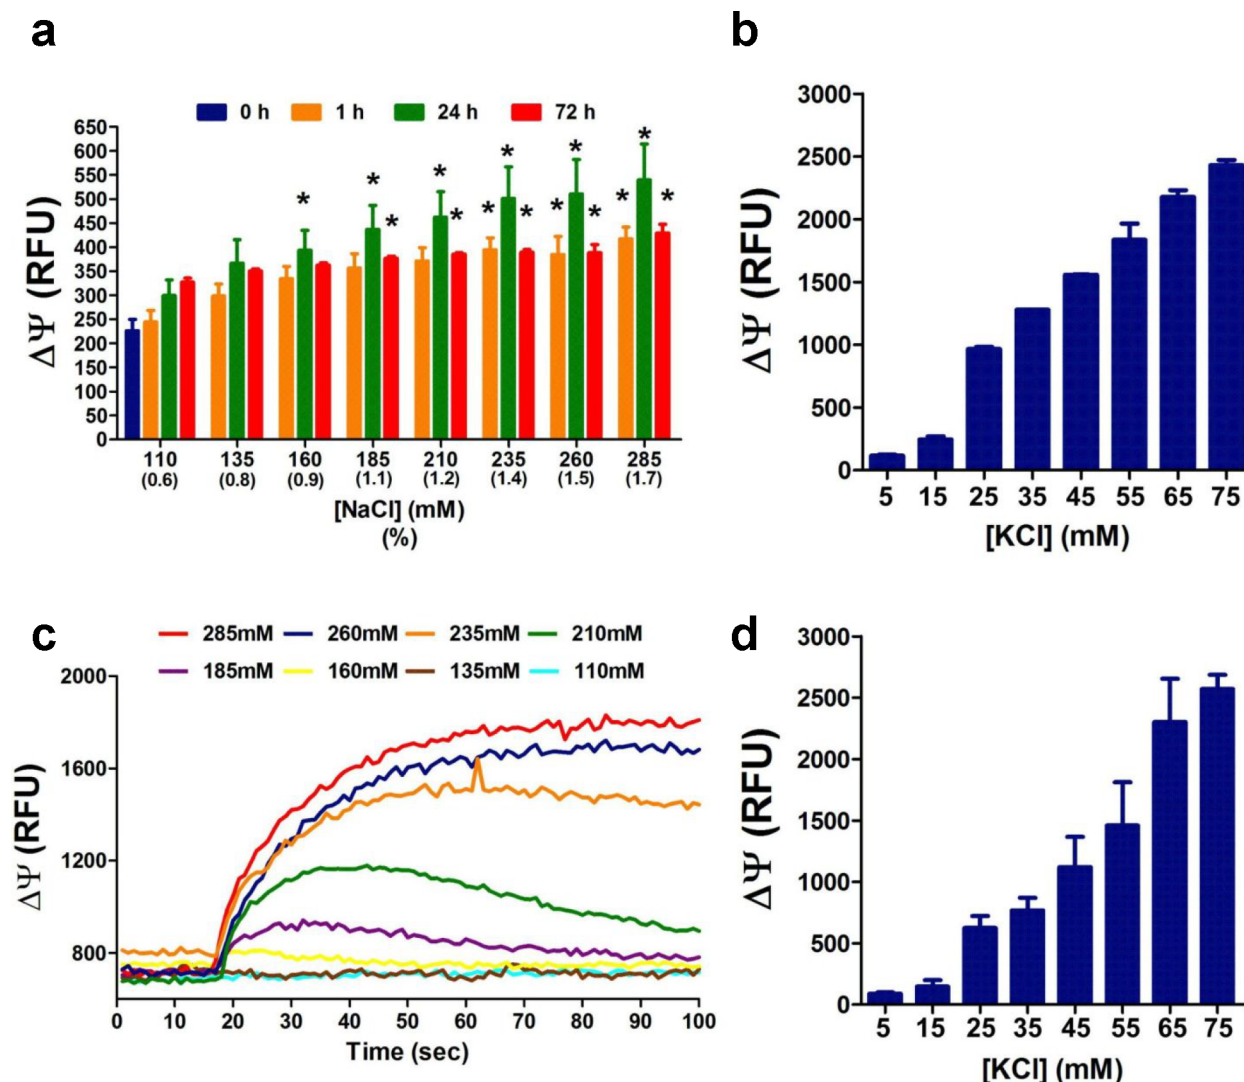 a
0 h 1 h 24 h 72 h
ΔΨ (RFU)
650
600
550
500
450
400
350
300
250
200
150
100
50
0
* * * * * *
* * * * * * * *
110 135 160 185 210 235 260 285
(0.6) (0.8) (0.9) (1.1) (1.2) (1.4) (1.5) (1.7)
[NaCl] (mM)
(%)
b
ΔΨ (RFU)
3000
2500
2000
1500
1000
500
0
5 15 25 35 45 55 65 75
[KCl] (mM)
c
285mM 260mM 235mM 210mM
185mM 160mM 135mM 110mM
ΔΨ (RFU)
2000
1600
1200
800
0 10 20 30 40 50 60 70 80 90 100
Time (sec)
d
ΔΨ (RFU)
3000
2500
2000
1500
1000
500
0
5 15 25 35 45 55 65 75
[KCl] (mM)